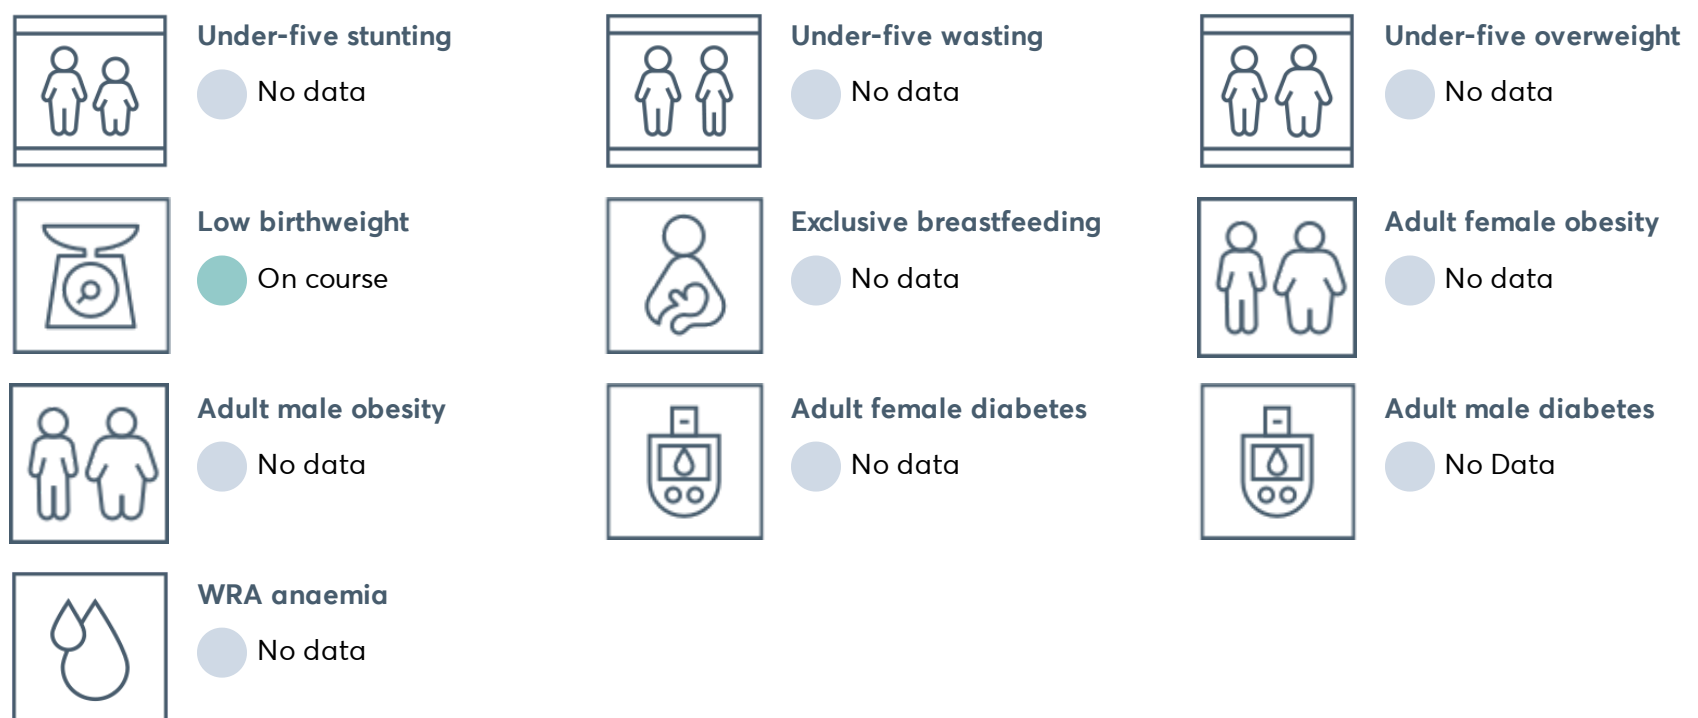 Under-five stunting
No data
Under-five wasting
No data
Under-five overweight
No data
Low birthweight
On course
Exclusive breastfeeding
No data
Adult female obesity
No data
Adult male obesity
No data
Adult female diabetes
No data
Adult male diabetes
No Data
WRA anaemia
No data